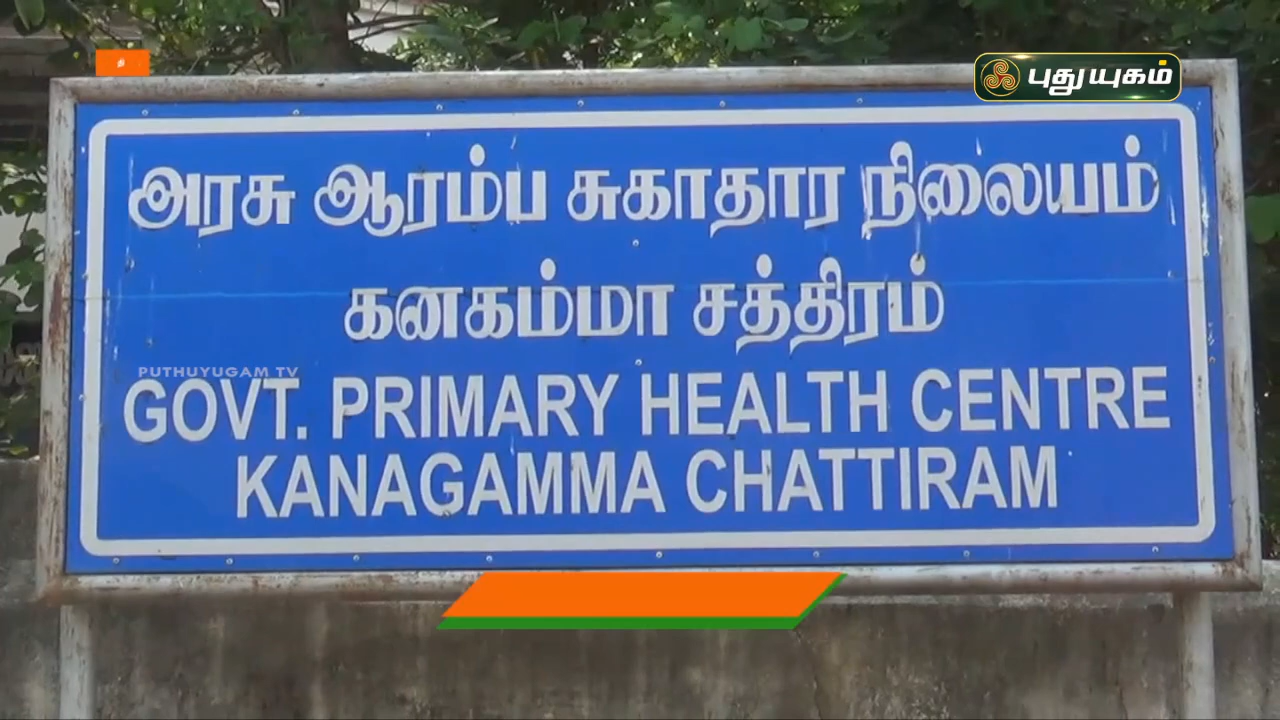 புதுயுகம்
அரசு ஆரம்ப சுகாதார நிலையம்
கனகம்மா சத்திரம்
PUTHUYUGAM TV
GOVT. PRIMARY HEALTH CENTRE
KANAGAMMA CHATTIRAM